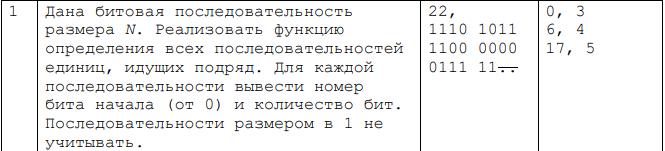 1 Дана битовая последовательность 22, 0, 3
размера N. Реализовать функцию 1110 1011 6, 4
определения всех последовательностей 1100 0000 17, 5
единиц, идущих подряд. Для каждой 0111 11..
последовательности вывести номер
бита начала (от 0) и количество бит.
Последовательности размером в 1 не
учитывать.